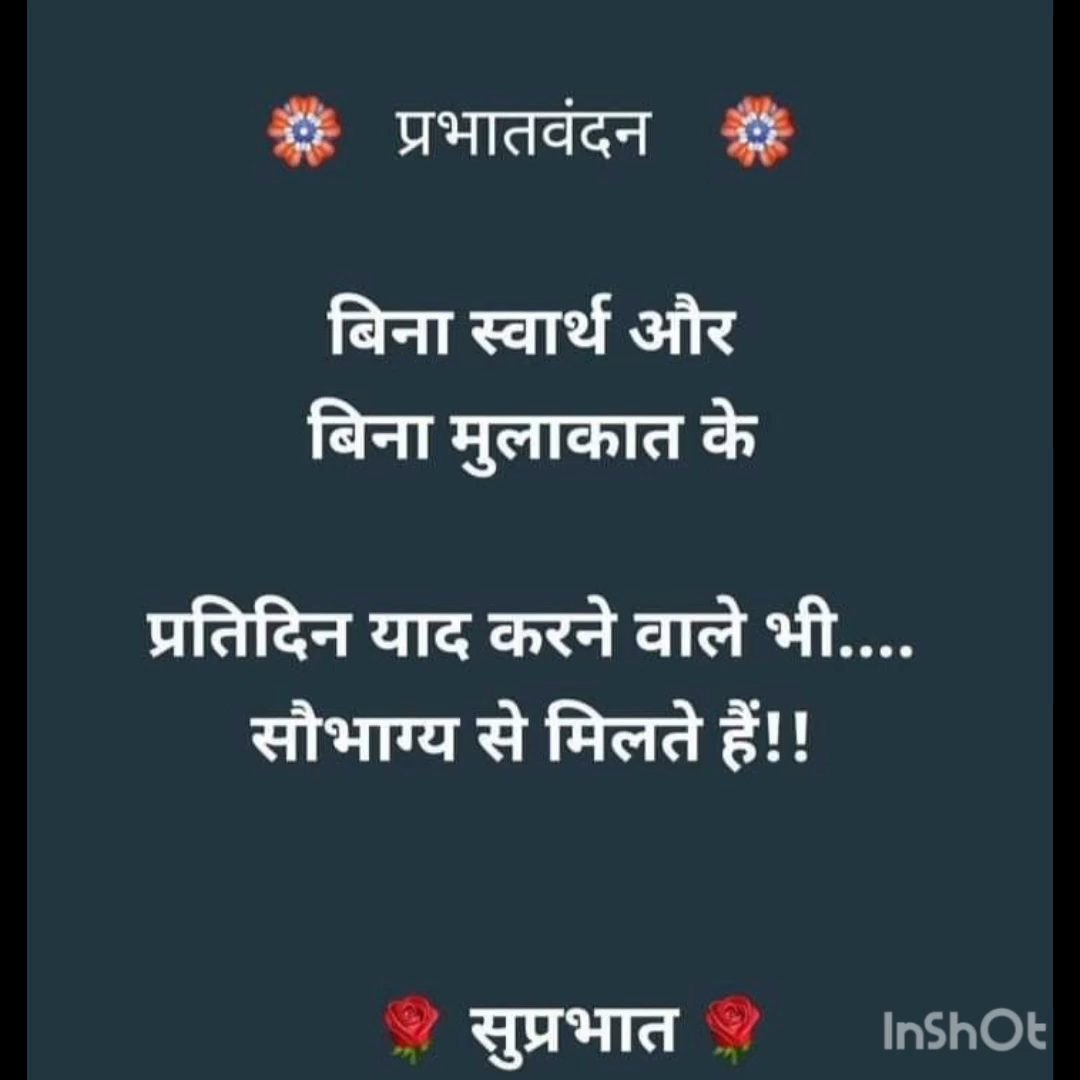 प्रभातवंदन
बिना स्वार्थ और
बिना मुलाकात के
प्रतिदिन याद करने वाले भी....
सौभाग्य से मिलते हैं!!
सुप्रभात
InShOt